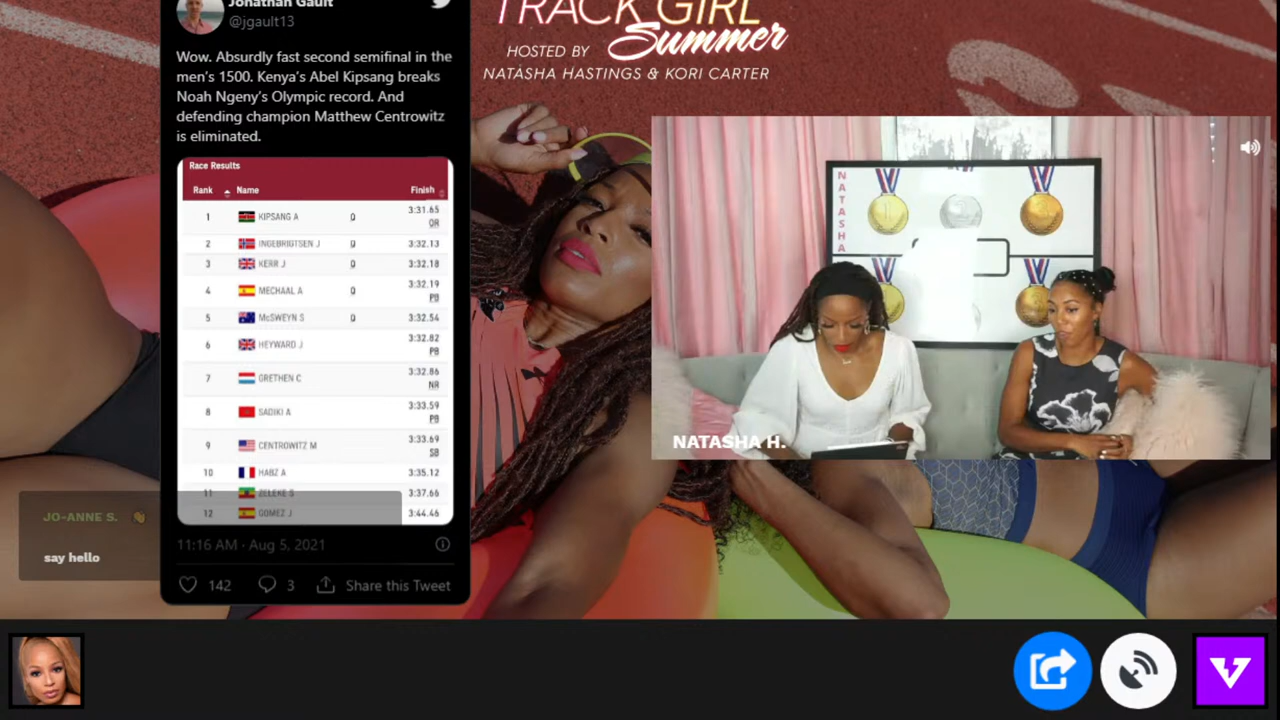 Jonathan Gault
@jgault13
Wow. Absurdly fast second semifinal in the
men's 1500. Kenya's Abel Kipsang breaks
Noah Ngeny's Olympic record. And
defending champion Matthew Centrowitz
is eliminated.
Race Results
Rank Name Finish
1 KIPSANG A Q 3:31.65
OR
2 INGEBRIGTSEN J Q 3:32.13
3 KERR J Q 3:32.18
4 MECHAAL A Q 3:32.19
PB
5 McSWEYN S Q 3:32.54
6 HEYWARD J 3:32.82
PB
7 GRETHEN C 3:32.86
NR
8 SADIKI A 3:33.59
PB
9 CENTROWITZ M 3:33.69
SB
10 HABZ A 3:35.12
11 ZELEKE S 3:37.66
12 GOMEZ J 3:44.46
11:16 AM · Aug 5, 2021
142 3 Share this Tweet
JO-ANNE S.
say hello
TRACK GIRL
Summer
HOSTED BY
NATASHA HASTINGS & KORI CARTER
NATASHA
NATASHA H.